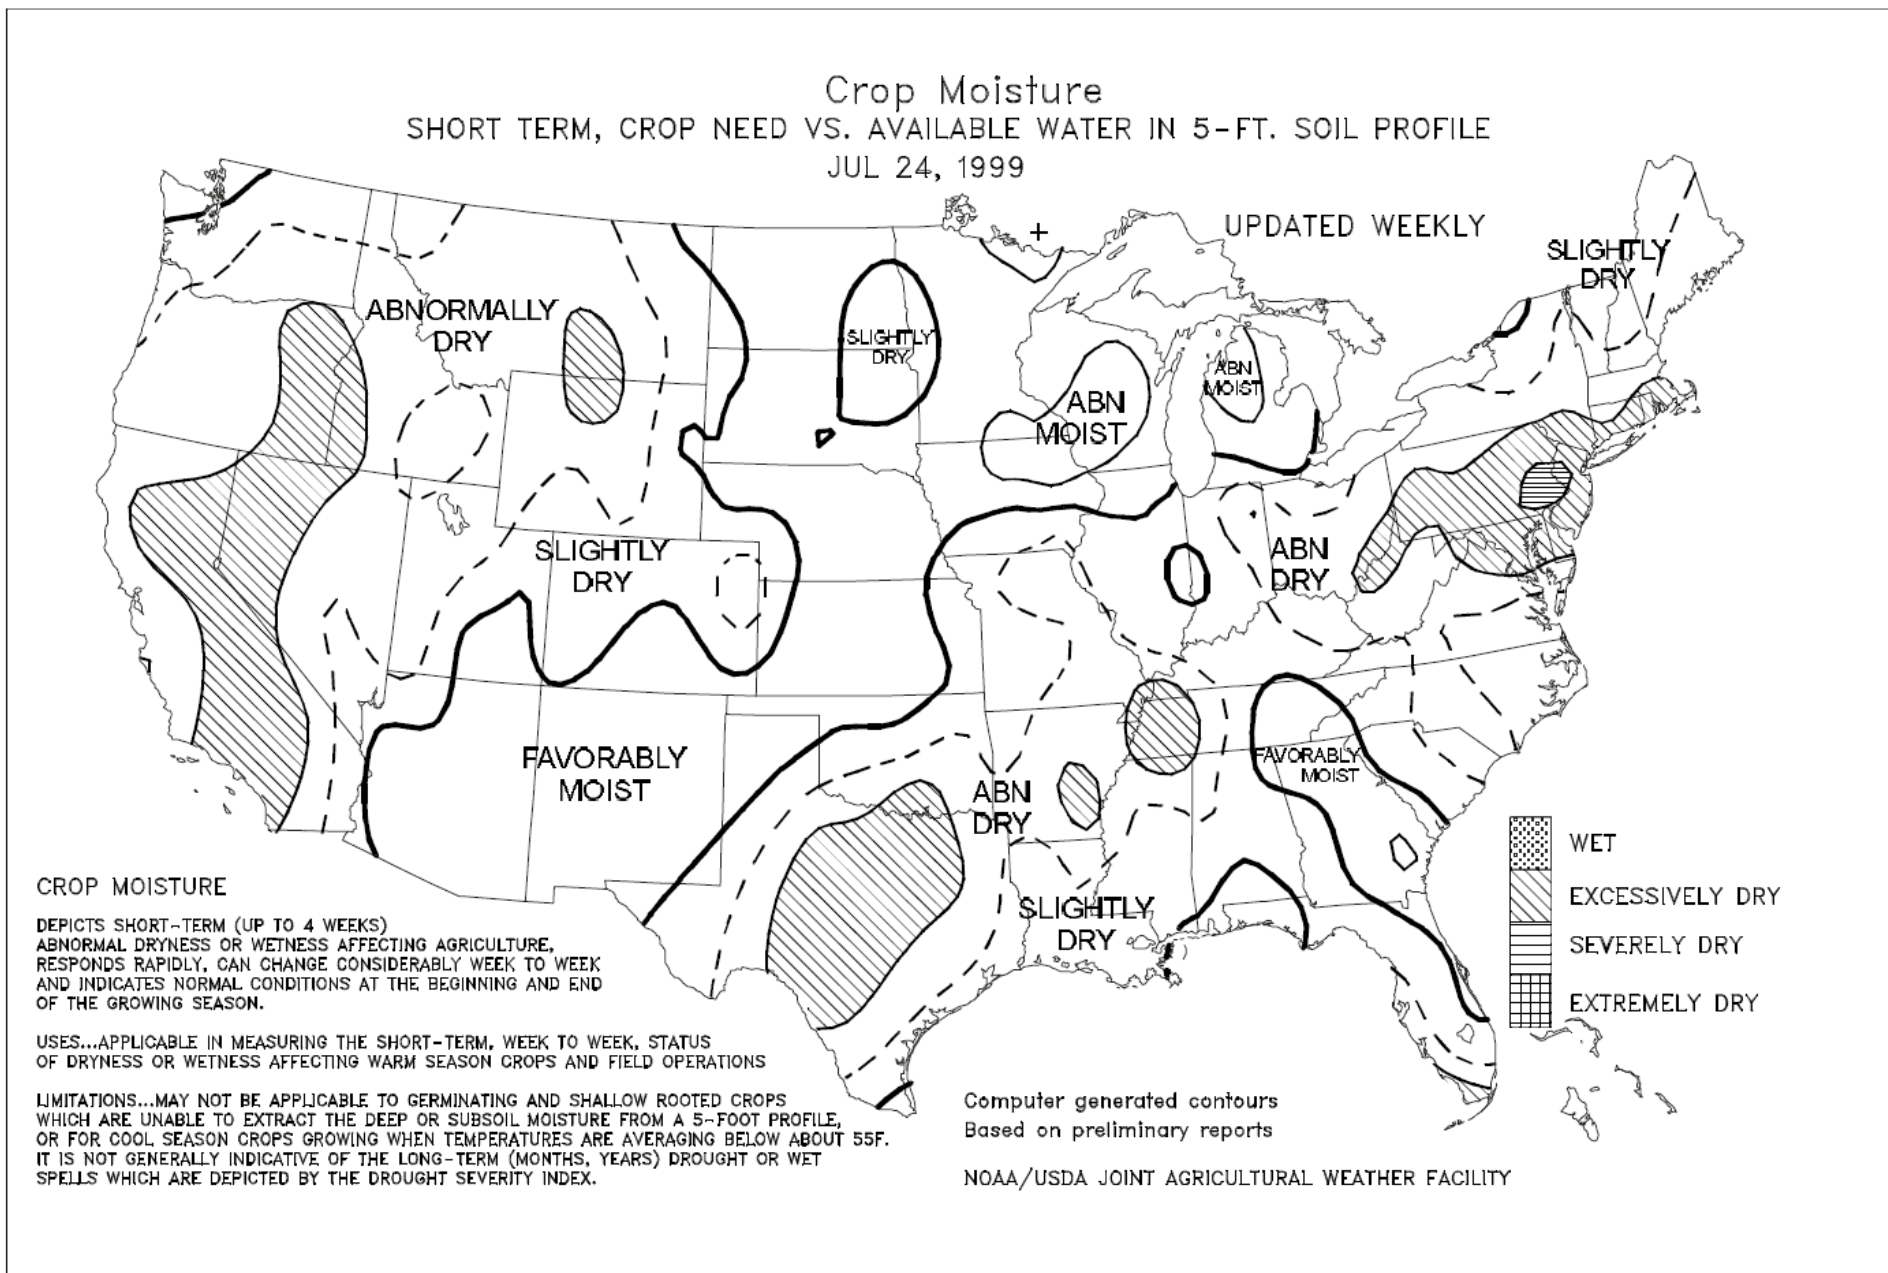 Crop Moisture
SHORT TERM, CROP NEED VS. AVAILABLE WATER IN 5-FT. SOIL PROFILE
JUL 24, 1999
UPDATED WEEKLY
SLIGHTLY
DRY
ABNORMALLY
DRY
SLIGHTLY
DRY
ABN
MOIST
ABN
MOIST
SLIGHTLY
DRY
ABN
DRY
FAVORABLY
MOIST
FAVORABLY
MOIST
ABN
DRY
SLIGHTLY
DRY
WET
EXCESSIVELY DRY
SEVERELY DRY
EXTREMELY DRY
CROP MOISTURE
DEPICTS SHORT-TERM (UP TO 4 WEEKS)
ABNORMAL DRYNESS OR WETNESS AFFECTING AGRICULTURE,
RESPONDS RAPIDLY, CAN CHANGE CONSIDERABLY WEEK TO WEEK
AND INDICATES NORMAL CONDITIONS AT THE BEGINNING AND END
OF THE GROWING SEASON.
USES...APPLICABLE IN MEASURING THE SHORT-TERM, WEEK TO WEEK, STATUS
OF DRYNESS OR WETNESS AFFECTING WARM SEASON CROPS AND FIELD OPERATIONS
LIMITATIONS...MAY NOT BE APPLICABLE TO GERMINATING AND SHALLOW ROOTED CROPS
WHICH ARE UNABLE TO EXTRACT THE DEEP OR SUBSOIL MOISTURE FROM A 5-FOOT PROFILE,
OR FOR COOL SEASON CROPS GROWING WHEN TEMPERATURES ARE AVERAGING BELOW ABOUT 55F.
IT IS NOT GENERALLY INDICATIVE OF THE LONG-TERM (MONTHS, YEARS) DROUGHT OR WET
SPELLS WHICH ARE DEPICTED BY THE DROUGHT SEVERITY INDEX.
Computer generated contours
Based on preliminary reports
NOAA/USDA JOINT AGRICULTURAL WEATHER FACILITY